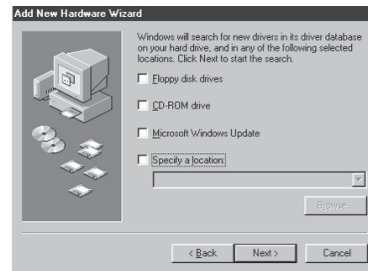 Add New Hardware Wizard
Windows will search for new drivers in its driver database
on your hard drive, and in any of the following selected
locations. Click Next to start the search.
Floppy disk drives
CD-ROM drive
Microsoft Windows Update
Specify a location:
Browse...
< Back
Next >
Cancel